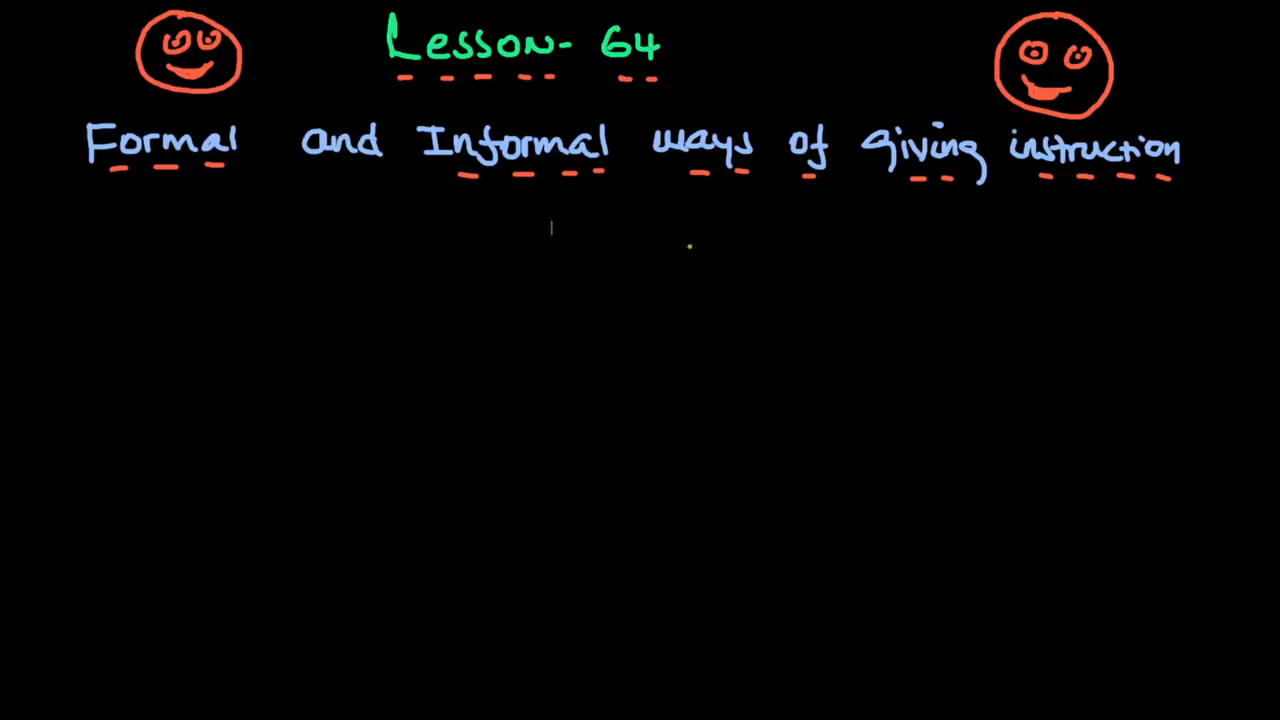 Lesson- 64
Formal and Informal ways of giving instruction